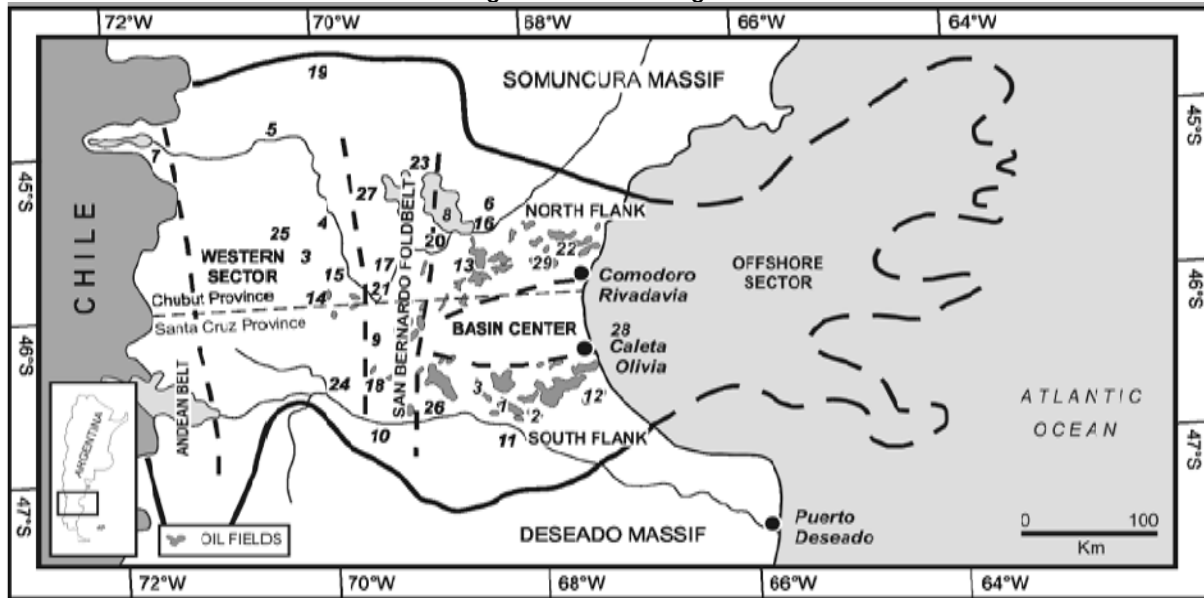 72°W 70°W 68°W 66°W 64°W
19
SOMUNCURA MASSIF
5
7
45°S
45°S
23
27
8
6
16
NORTH FLANK
4
25
3
WESTERN
SECTOR
20
22
13
29
17
15
21
14
SAN BERNARDO FOLDBELT
CHILE
Comodoro
Rivadavia
OFFSHORE
SECTOR
46°S
Chubut Province
Santa Cruz Province
BASIN CENTER
28
Caleta
Olivia
46°S
9
24
18
3
1
2
12
26
ANDEAN BELT
10
11
SOUTH FLANK
ATLANTIC
OCEAN
47°S
ARGENTINA
47°S
OIL FIELDS
DESEADO MASSIF
Puerto
Deseado
0 100
Km
72°W 70°W 68°W 66°W 64°W